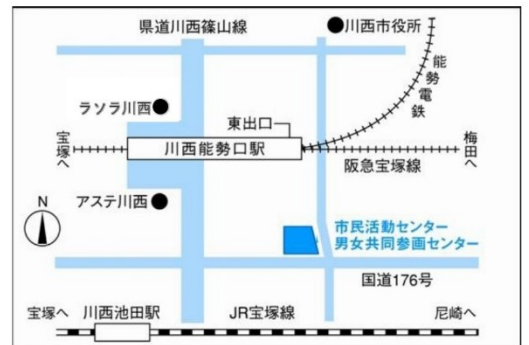 県道川西篠山線
川西市役所
能勢電鉄
ラソラ川西
東出口
宝塚へ
川西能勢口駅
梅田へ
阪急宝塚線
アステ川西
N
市民活動センター
男女共同参画センター
国道176号
宝塚へ
川西池田駅
JR宝塚線
尼崎へ